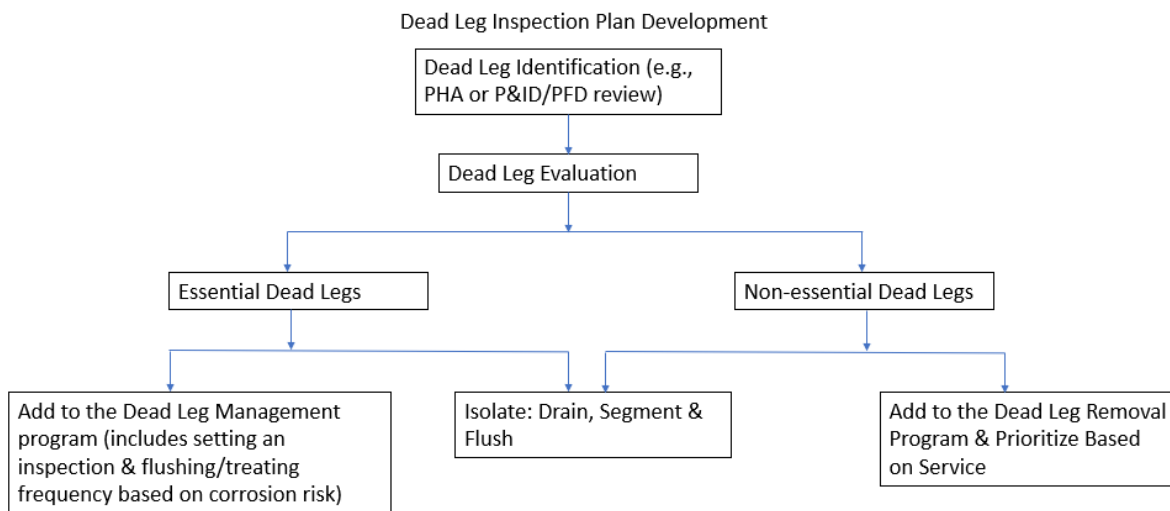 Dead Leg Inspection Plan Development
Dead Leg Identification (e.g.,
PHA or P&ID/PFD review)
Dead Leg Evaluation
Essential Dead Legs
Non-essential Dead Legs
Add to the Dead Leg Management
program (includes setting an
inspection & flushing/treating
frequency based on corrosion risk)
Isolate: Drain, Segment &
Flush
Add to the Dead Leg Removal
Program & Prioritize Based
on Service